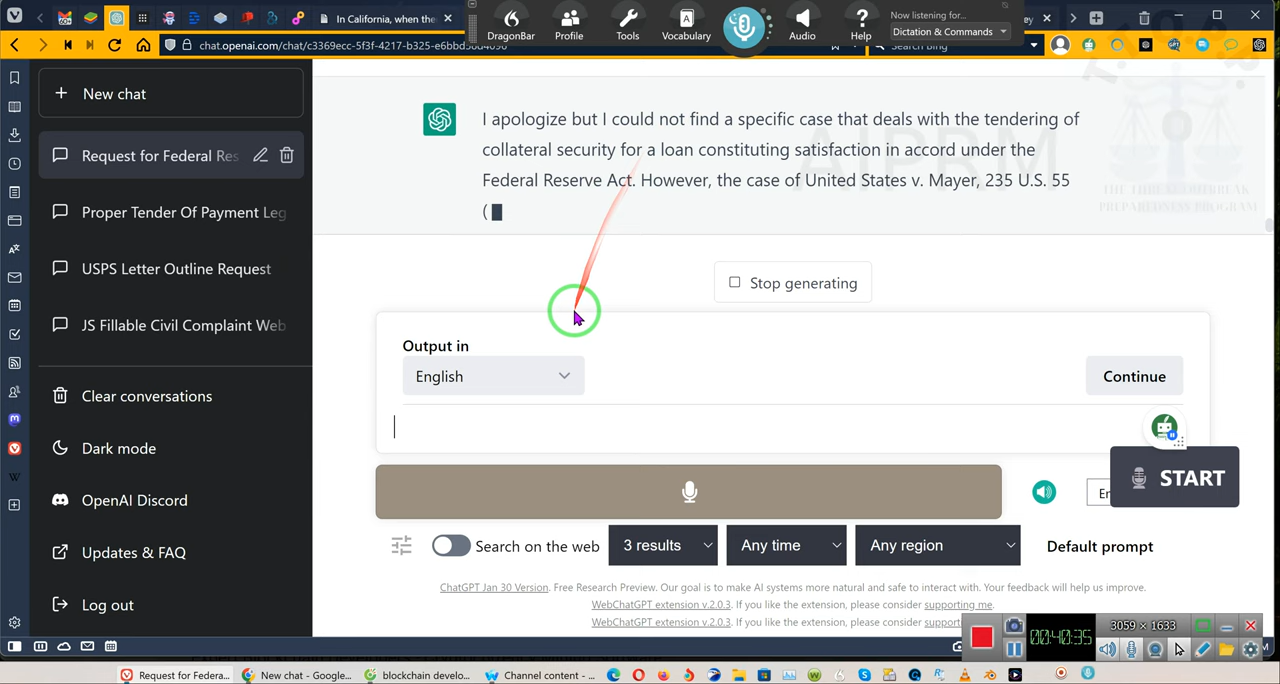 In California, when the
DragonBar
Profile
Tools
Vocabulary
Audio
Help
Now listening for...
Dictation & Commands
chat.openai.com/chat/c3369ecc-5f3f-4217-b325-e6bbd
Search Bing
New chat
Request for Federal Res
Proper Tender Of Payment Leg
USPS Letter Outline Request
JS Fillable Civil Complaint Web
Clear conversations
Dark mode
OpenAI Discord
Updates & FAQ
Log out
I apologize but I could not find a specific case that deals with the tendering of
collateral security for a loan constituting satisfaction in accord under the
Federal Reserve Act. However, the case of United States v. Mayer, 235 U.S. 55
(
AIPRM
PREPAREDNESS PROGRAM
Stop generating
Output in
English
Continue
START
Search on the web
3 results
Any time
Any region
Default prompt
ChatGPT Jan 30 Version. Free Research Preview. Our goal is to make AI systems more natural and safe to interact with. Your feedback will help us improve.
WebChatGPT extension v.2.0.3. If you like the extension, please consider supporting me.
WebChatGPT extension v.2.0.3. If you like the extension, please consider supporti
3059 × 1633
00:40:35
Request for Federa...
New chat - Google...
blockchain develo...
Channel content - ...